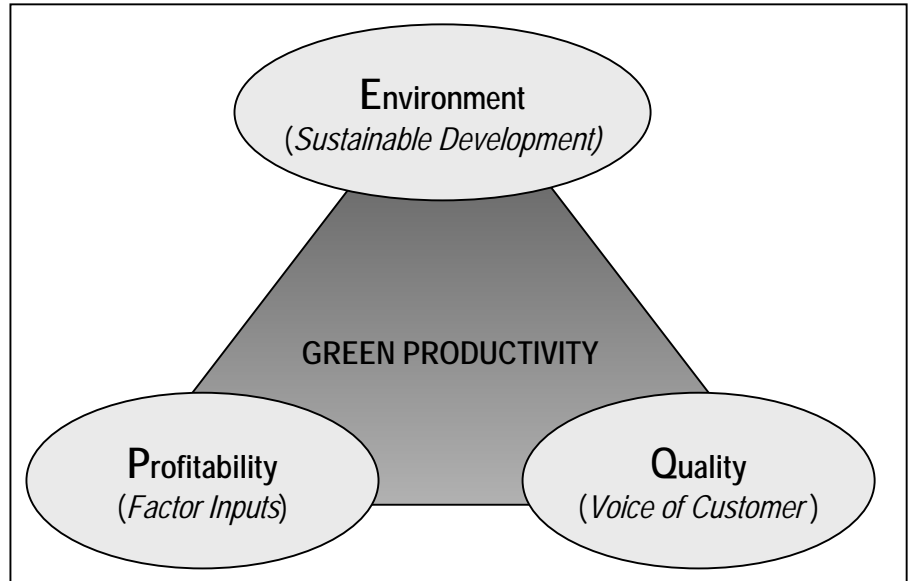 Environment
(Sustainable Development)
GREEN PRODUCTIVITY
Profitability
(Factor Inputs)
Quality
(Voice of Customer)